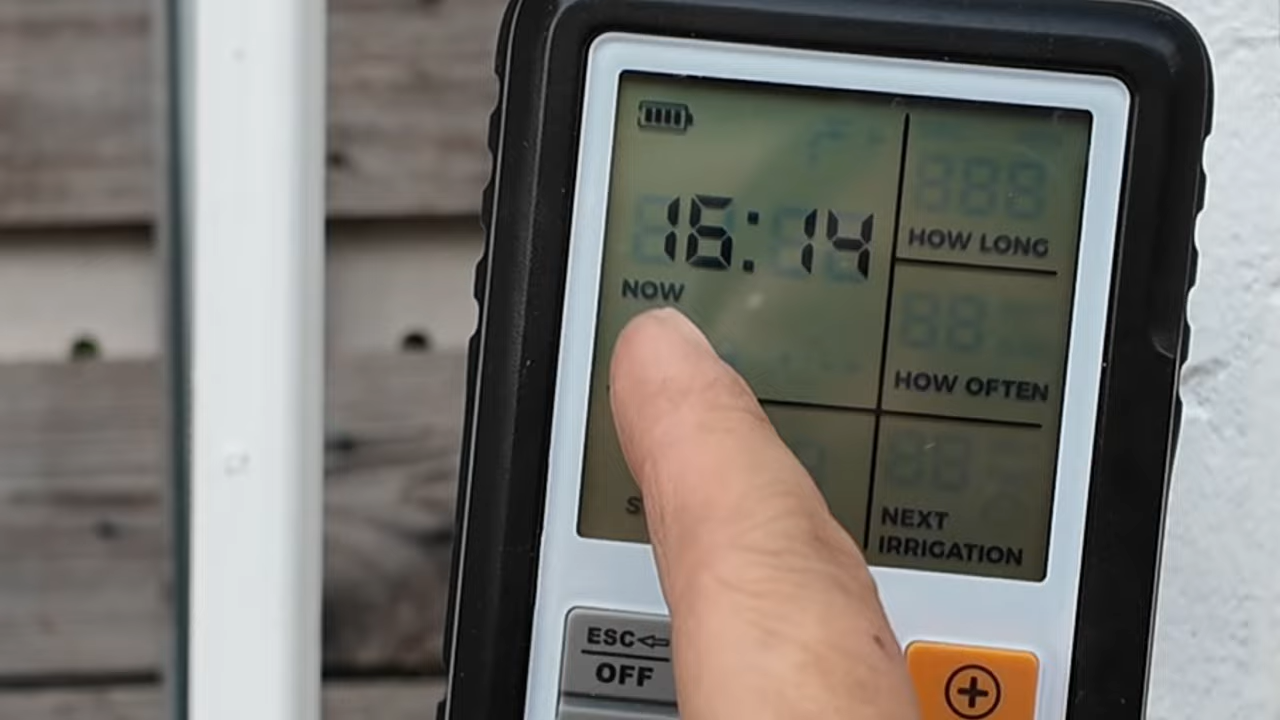 16:14
NOW
HOW LONG
HOW OFTEN
NEXT
IRRIGATION
ESC
OFF